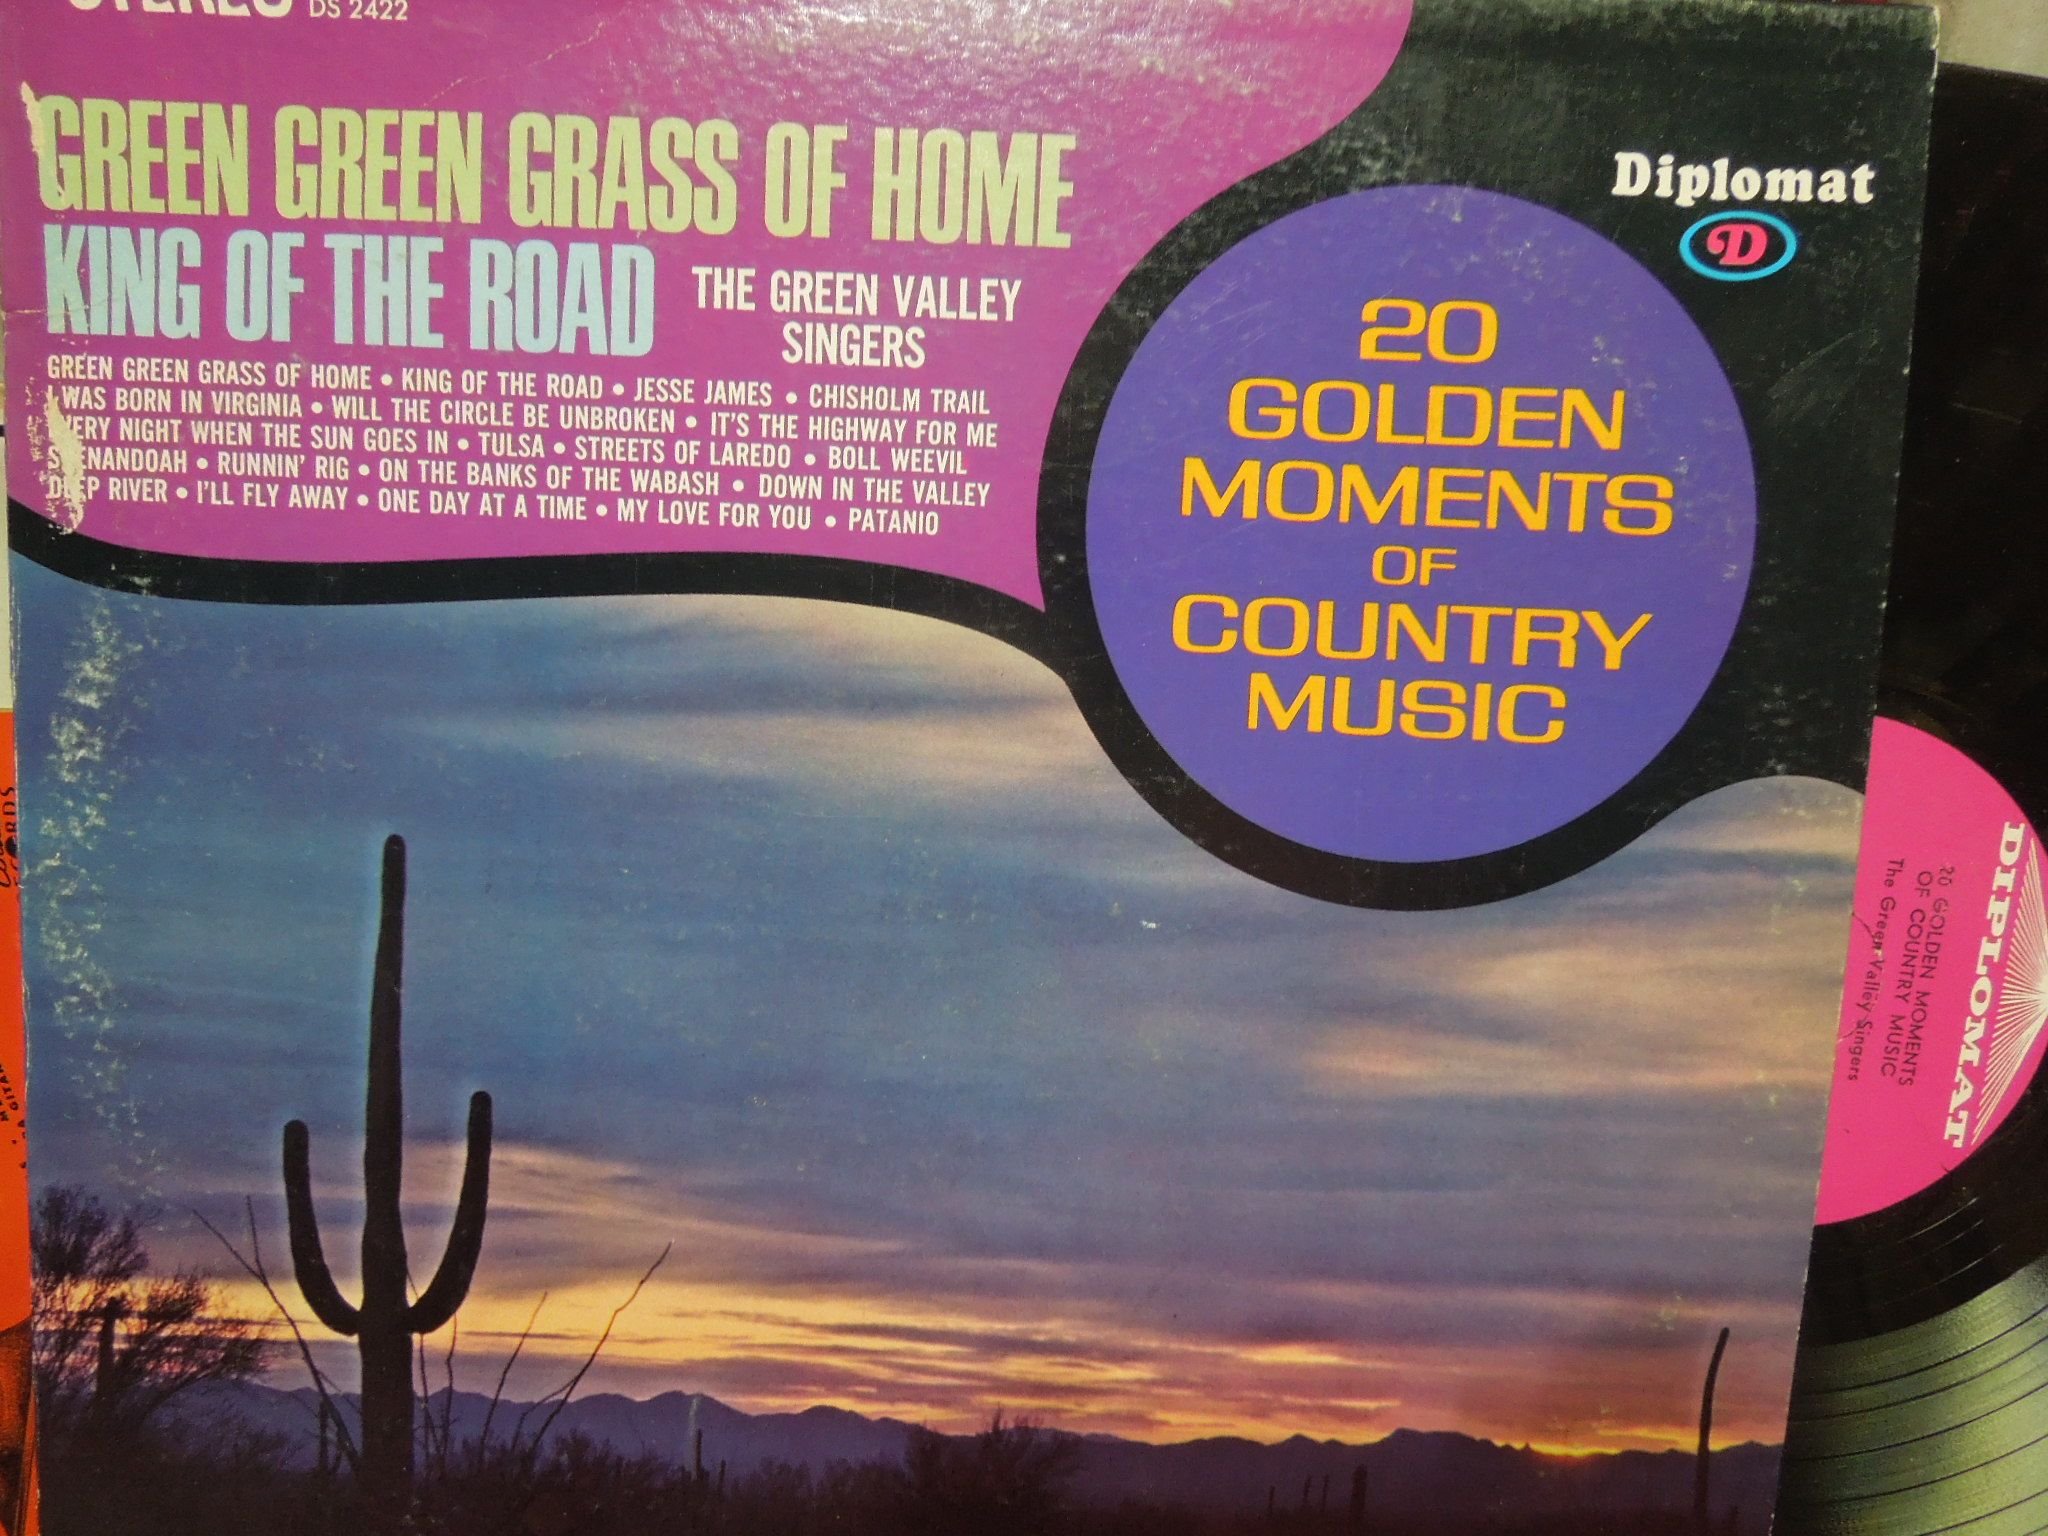 STEREO DS 2422
GREEN GREEN GRASS OF HOME
KING OF THE ROAD
THE GREEN VALLEY
SINGERS
GREEN GREEN GRASS OF HOME • KING OF THE ROAD • JESSE JAMES • CHISHOLM TRAIL
I WAS BORN IN VIRGINIA • WILL THE CIRCLE BE UNBROKEN • IT'S THE HIGHWAY FOR ME
EVERY NIGHT WHEN THE SUN GOES IN • TULSA • STREETS OF LAREDO • BOLL WEEVIL
SHENANDOAH • RUNNIN' RIG • ON THE BANKS OF THE WABASH • DOWN IN THE VALLEY
DEEP RIVER • I'LL FLY AWAY • ONE DAY AT A TIME • MY LOVE FOR YOU • PATANIO
Diplomat
D
20
GOLDEN
MOMENTS
OF
COUNTRY
MUSIC
DIPLOMAT
20 GOLDEN MOMENTS
OF COUNTRY MUSIC
The Green Valley Singers